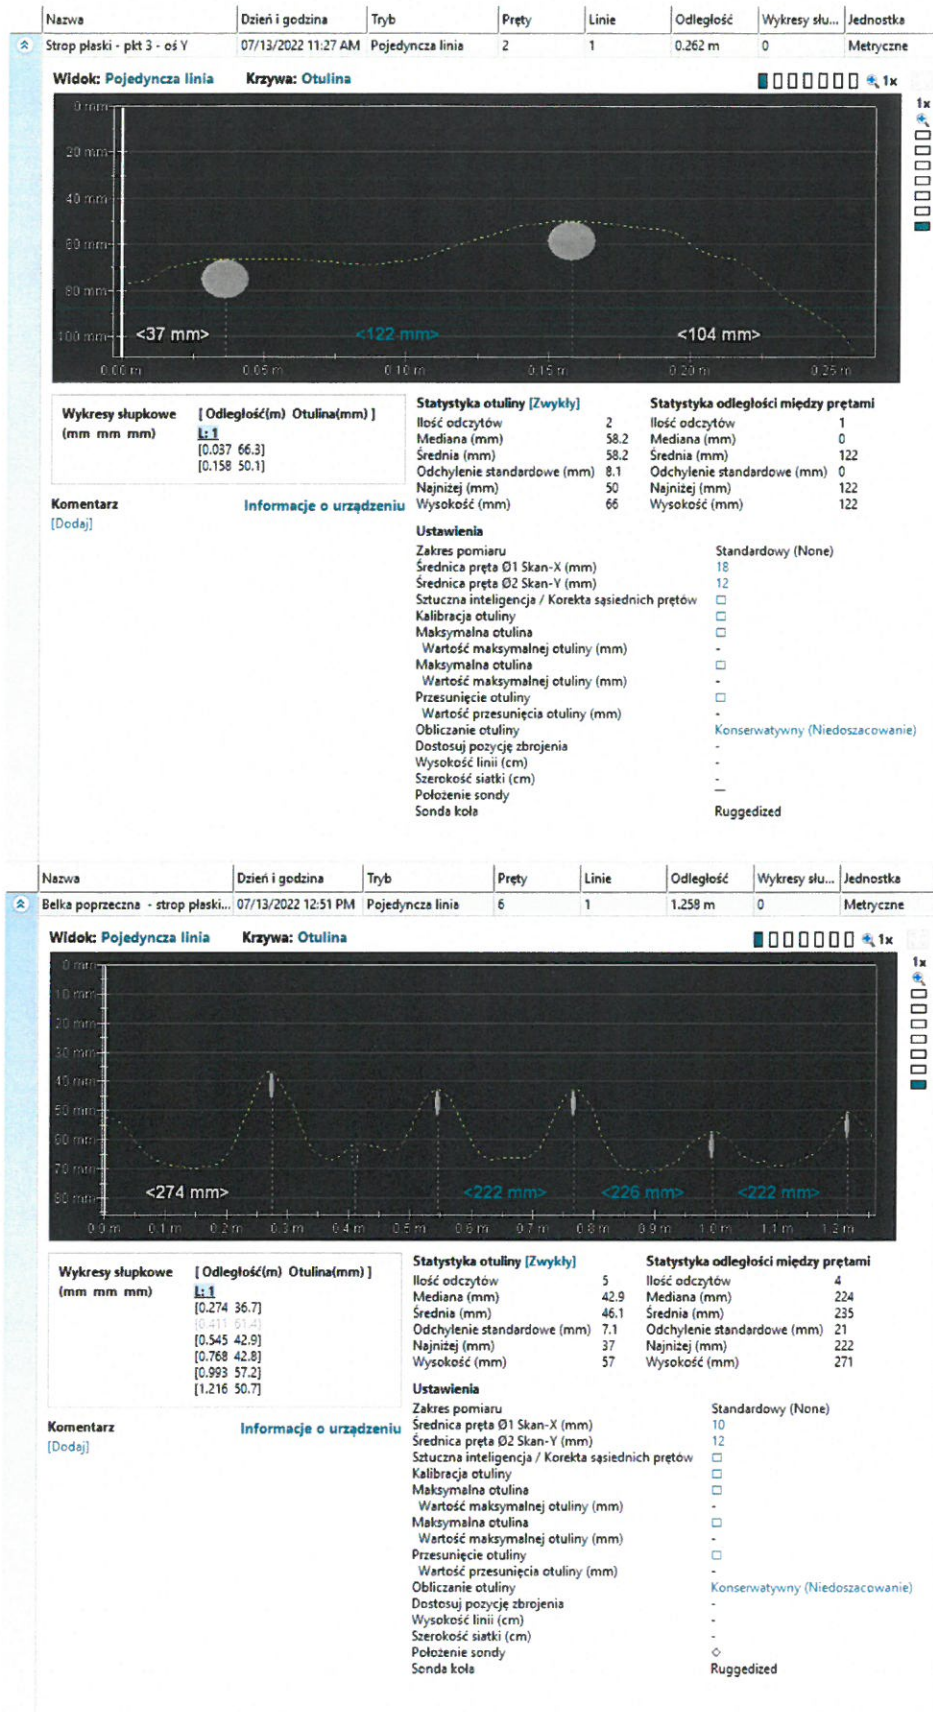 Nazwa Dzień i godzina Tryb Pręty Linie Odległość Wykresy słu... Jednostka
Strop płaski - pkt 3 - oś Y 07/13/2022 11:27 AM Pojedyncza linia 2 1 0.262 m 0 Metryczne
Widok: Pojedyncza linia Krzywa: Otulina 1x
1x
0 mm
20 mm
40 mm
60 mm
80 mm
100 mm
<37 mm> <122 mm> <104 mm>
0.00 m 0.05 m 0.10 m 0.15 m 0.20 m 0.25 m
Wykresy słupkowe [ Odległość(m) Otulina(mm) ]
(mm mm mm) L: 1
[0.037 66.3]
[0.158 50.1]
Komentarz Informacje o urządzeniu
[Dodaj]
Statystyka otuliny [Zwykły] Statystyka odległości między prętami
Ilość odczytów 2 Ilość odczytów 1
Mediana (mm) 58.2 Mediana (mm) 0
Średnia (mm) 58.2 Średnia (mm) 122
Odchylenie standardowe (mm) 8.1 Odchylenie standardowe (mm) 0
Najniżej (mm) 50 Najniżej (mm) 122
Wysokość (mm) 66 Wysokość (mm) 122
Ustawienia
Zakres pomiaru Standardowy (None)
Średnica pręta Ø1 Skan-X (mm) 18
Średnica pręta Ø2 Skan-Y (mm) 12
Sztuczna inteligencja / Korekta sąsiednich prętów
Kalibracja otuliny
Maksymalna otulina
Wartość maksymalnej otuliny (mm) -
Maksymalna otulina
Wartość maksymalnej otuliny (mm) -
Przesunięcie otuliny
Wartość przesunięcia otuliny (mm) -
Obliczanie otuliny Konserwatywny (Niedoszacowanie)
Dostosuj pozycję zbrojenia -
Wysokość linii (cm) -
Szerokość siatki (cm) -
Położenie sondy —
Sonda koła Ruggedized
Nazwa Dzień i godzina Tryb Pręty Linie Odległość Wykresy słu... Jednostka
Belka poprzeczna - strop płaski... 07/13/2022 12:51 PM Pojedyncza linia 6 1 1.258 m 0 Metryczne
Widok: Pojedyncza linia Krzywa: Otulina 1x
1x
0 mm
10 mm
20 mm
30 mm
40 mm
50 mm
60 mm
70 mm
80 mm
<274 mm> <222 mm> <226 mm> <222 mm>
0.0 m 0.1 m 0.2 m 0.3 m 0.4 m 0.5 m 0.6 m 0.7 m 0.8 m 0.9 m 1.0 m 1.1 m 1.2 m
Wykresy słupkowe [ Odległość(m) Otulina(mm) ]
(mm mm mm) L: 1
[0.274 36.7]
[0.411 61.4]
[0.545 42.9]
[0.768 42.8]
[0.993 57.2]
[1.216 50.7]
Komentarz Informacje o urządzeniu
[Dodaj]
Statystyka otuliny [Zwykły] Statystyka odległości między prętami
Ilość odczytów 5 Ilość odczytów 4
Mediana (mm) 42.9 Mediana (mm) 224
Średnia (mm) 46.1 Średnia (mm) 235
Odchylenie standardowe (mm) 7.1 Odchylenie standardowe (mm) 21
Najniżej (mm) 37 Najniżej (mm) 222
Wysokość (mm) 57 Wysokość (mm) 271
Ustawienia
Zakres pomiaru Standardowy (None)
Średnica pręta Ø1 Skan-X (mm) 10
Średnica pręta Ø2 Skan-Y (mm) 12
Sztuczna inteligencja / Korekta sąsiednich prętów
Kalibracja otuliny
Maksymalna otulina
Wartość maksymalnej otuliny (mm) -
Maksymalna otulina
Wartość maksymalnej otuliny (mm) -
Przesunięcie otuliny
Wartość przesunięcia otuliny (mm) -
Obliczanie otuliny Konserwatywny (Niedoszacowanie)
Dostosuj pozycję zbrojenia -
Wysokość linii (cm) -
Szerokość siatki (cm) -
Położenie sondy ◇
Sonda koła Ruggedized